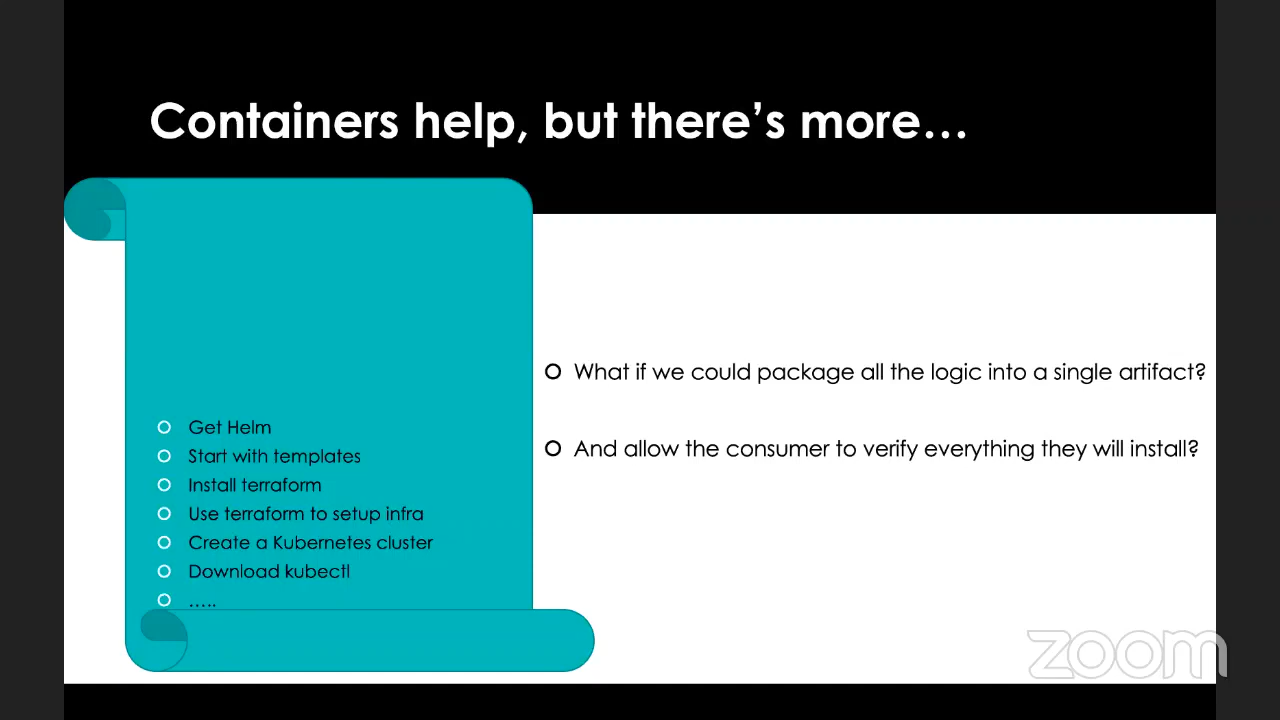 Containers help, but there's more…
Get Helm
Start with templates
Install terraform
Use terraform to setup infra
Create a Kubernetes cluster
Download kubectl
…..
What if we could package all the logic into a single artifact?
And allow the consumer to verify everything they will install?
zoom